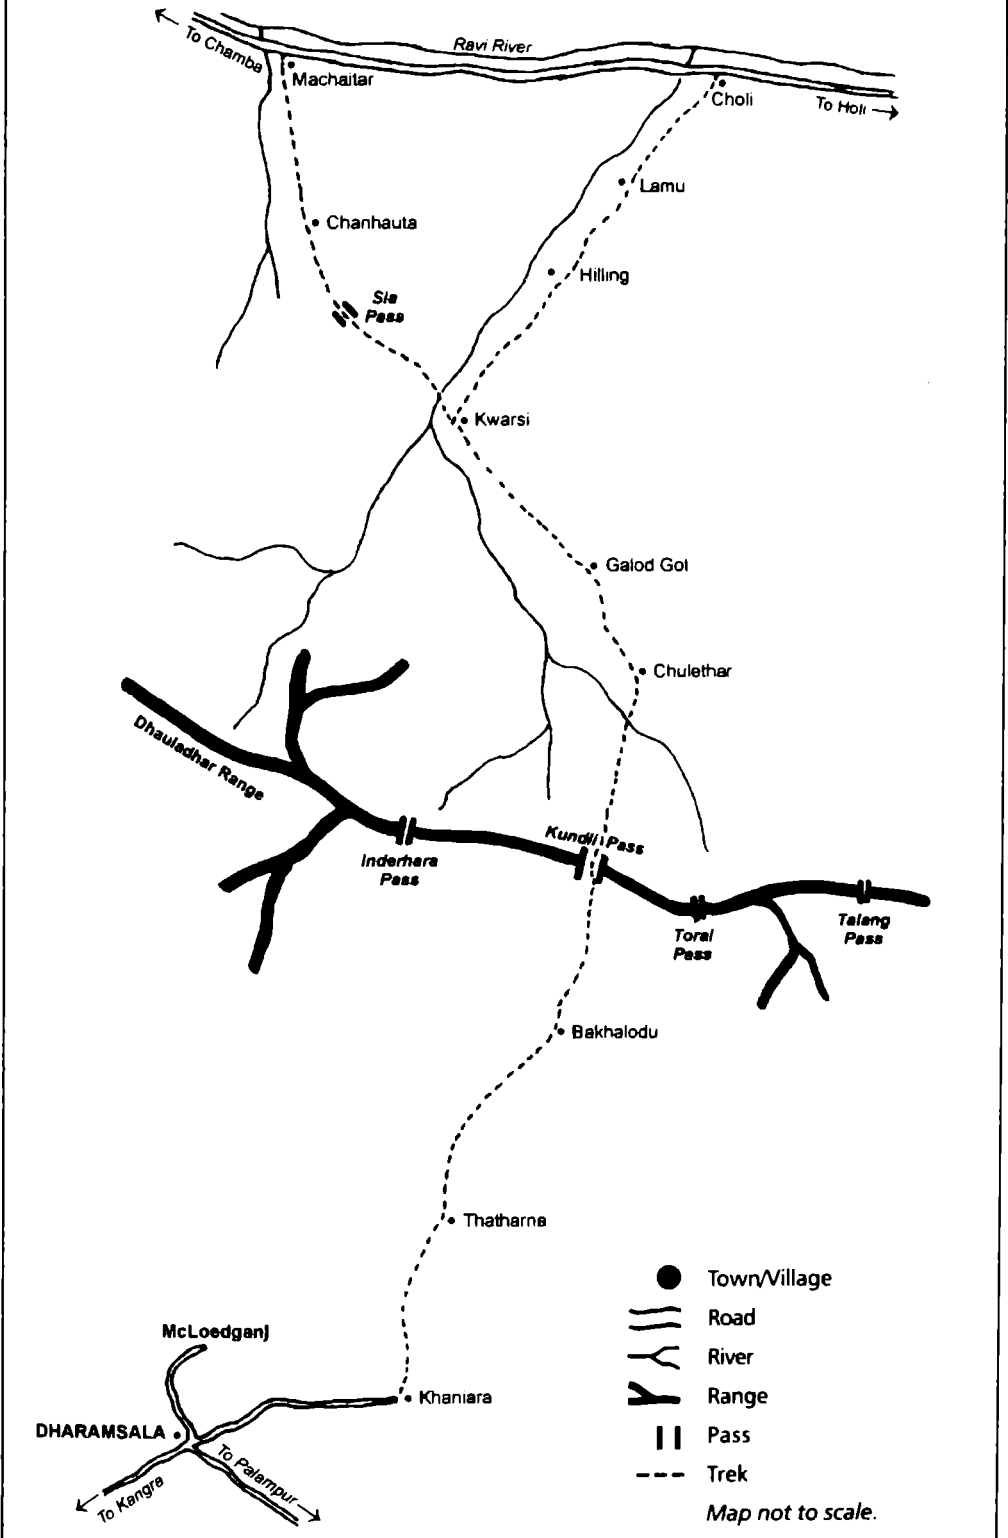 To Chamba
Ravi River
Machaitar
Choli
To Holi
Lamu
Chanhauta
Hilling
Sia
Pass
Kwarsi
Galod Got
Chulethar
Dhauladhar Range
Kundli Pass
Inderhara
Pass
Toral
Pass
Talang
Pass
Bakhalodu
Thatharna
Town/Village
Road
River
Range
Pass
Trek
Map not to scale.
McLoedganj
Khaniara
DHARAMSALA
To Palampur
To Kangra